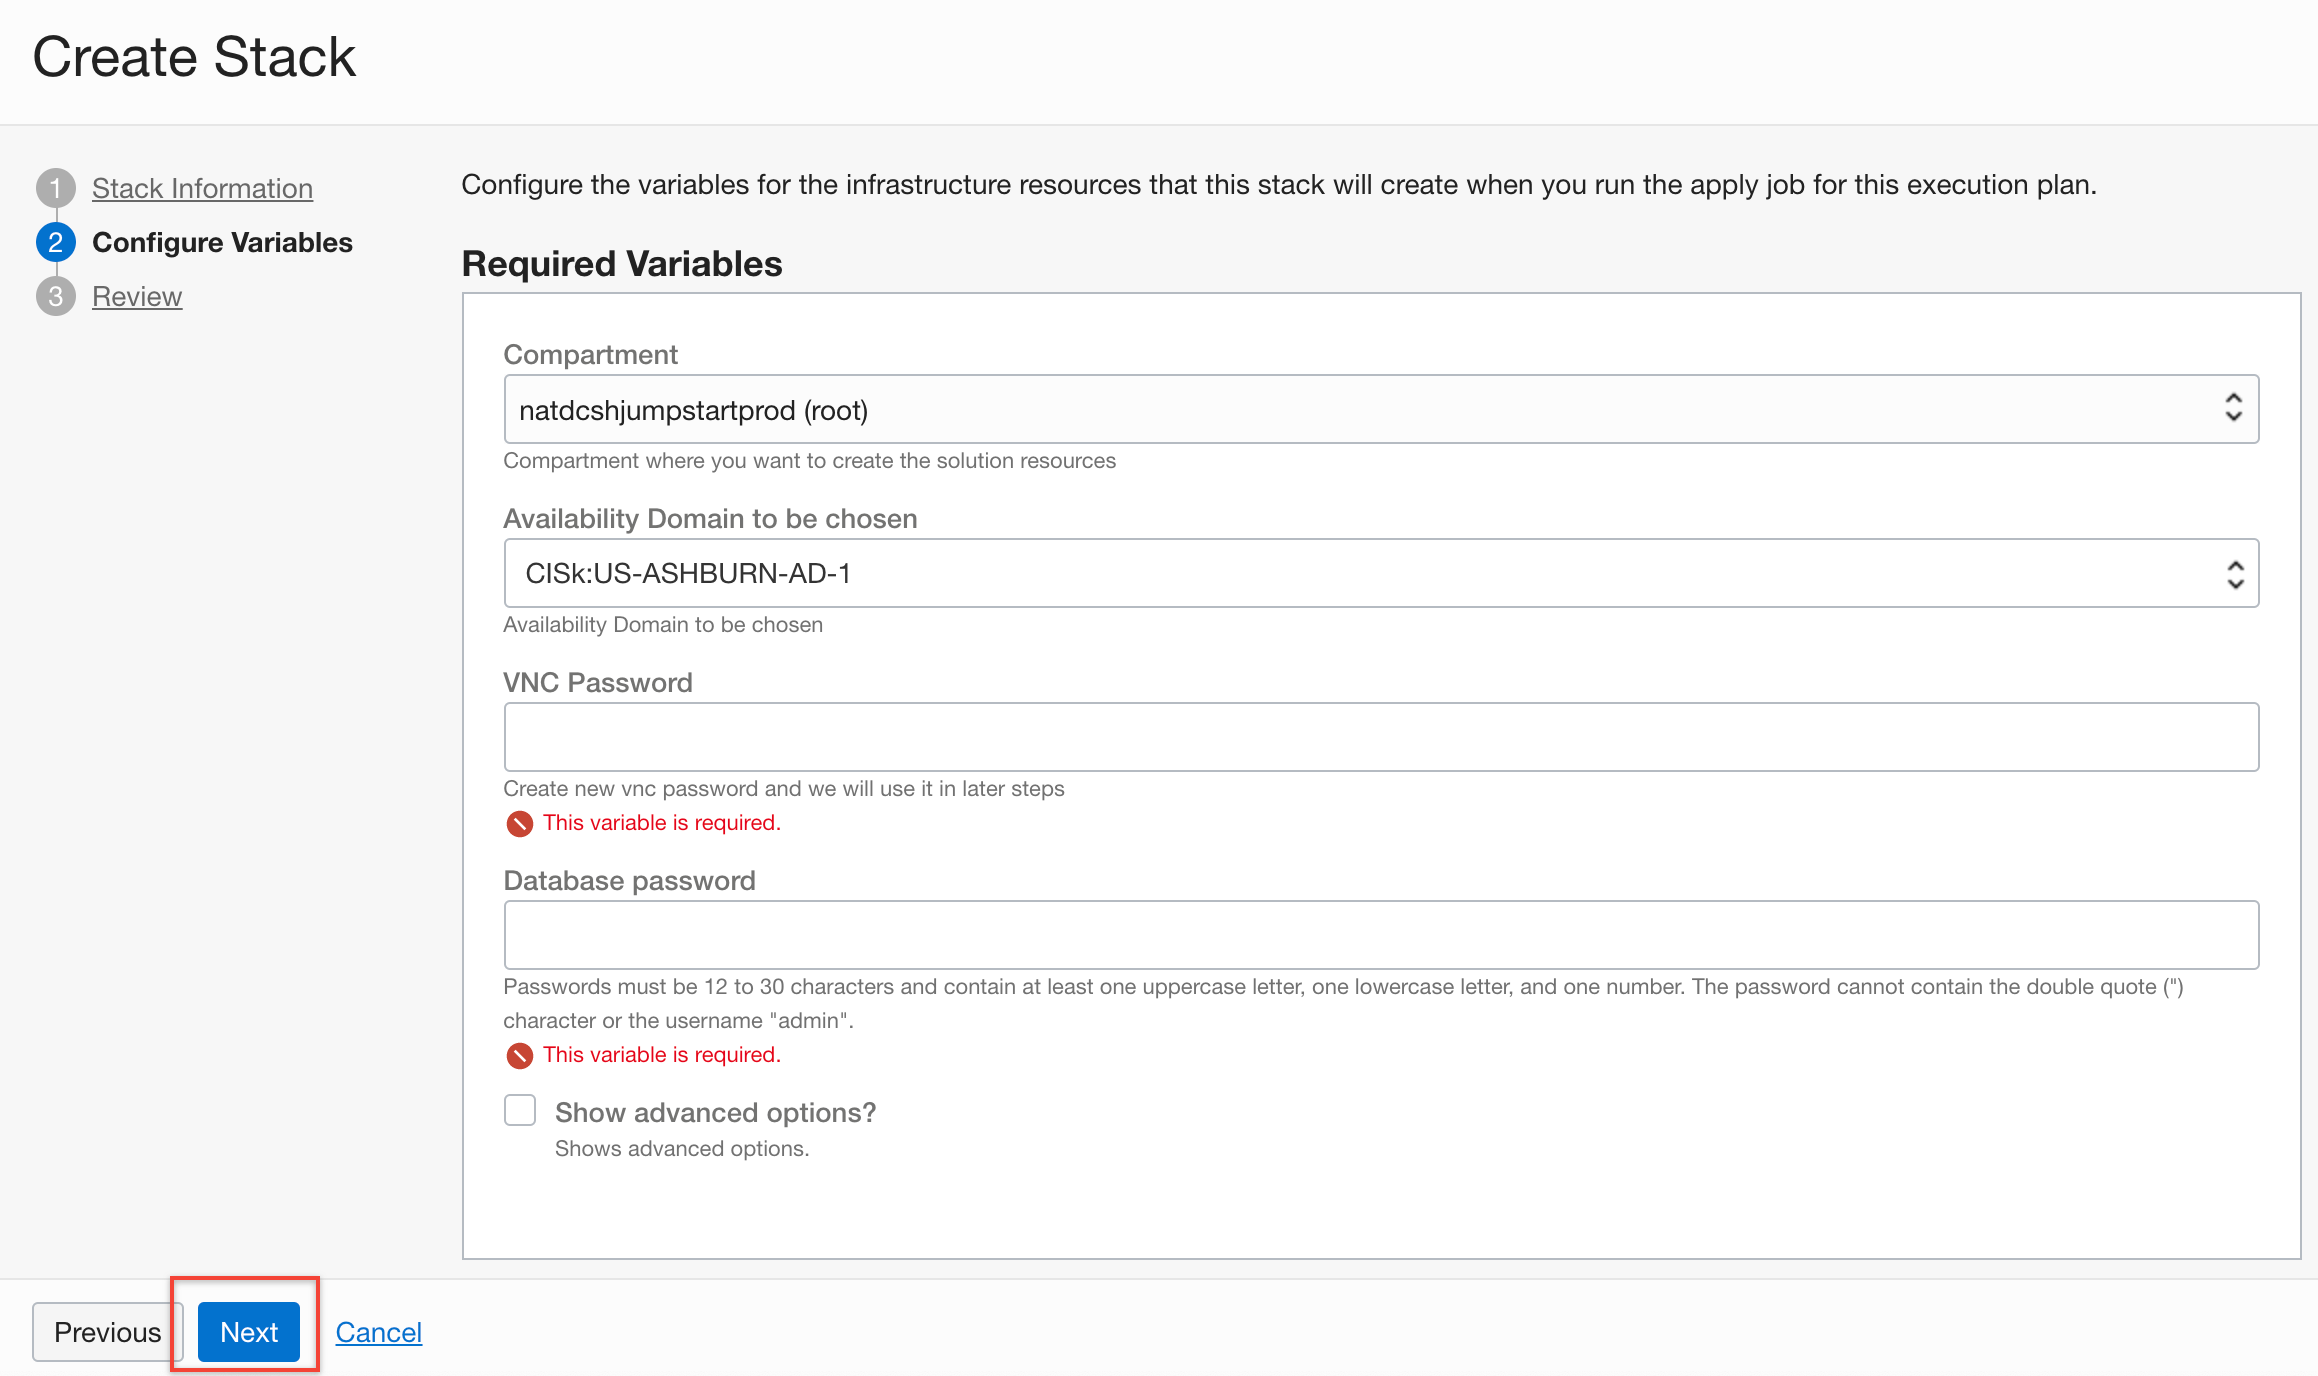 Create Stack
1 Stack Information
2 Configure Variables
3 Review
Configure the variables for the infrastructure resources that this stack will create when you run the apply job for this execution plan.
Required Variables
Compartment
natdcshjumpstartprod (root)
Compartment where you want to create the solution resources
Availability Domain to be chosen
CISk:US-ASHBURN-AD-1
Availability Domain to be chosen
VNC Password
Create new vnc password and we will use it in later steps
This variable is required.
Database password
Passwords must be 12 to 30 characters and contain at least one uppercase letter, one lowercase letter, and one number. The password cannot contain the double quote (")
character or the username "admin".
This variable is required.
Show advanced options?
Shows advanced options.
Previous Next Cancel